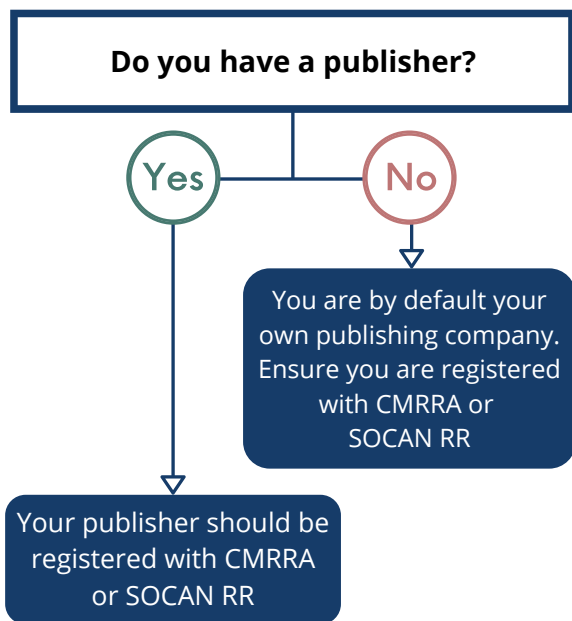 Do you have a publisher?
Yes
No
You are by default your
own publishing company.
Ensure you are registered
with CMRRA or
SOCAN RR
Your publisher should be
registered with CMRRA
or SOCAN RR